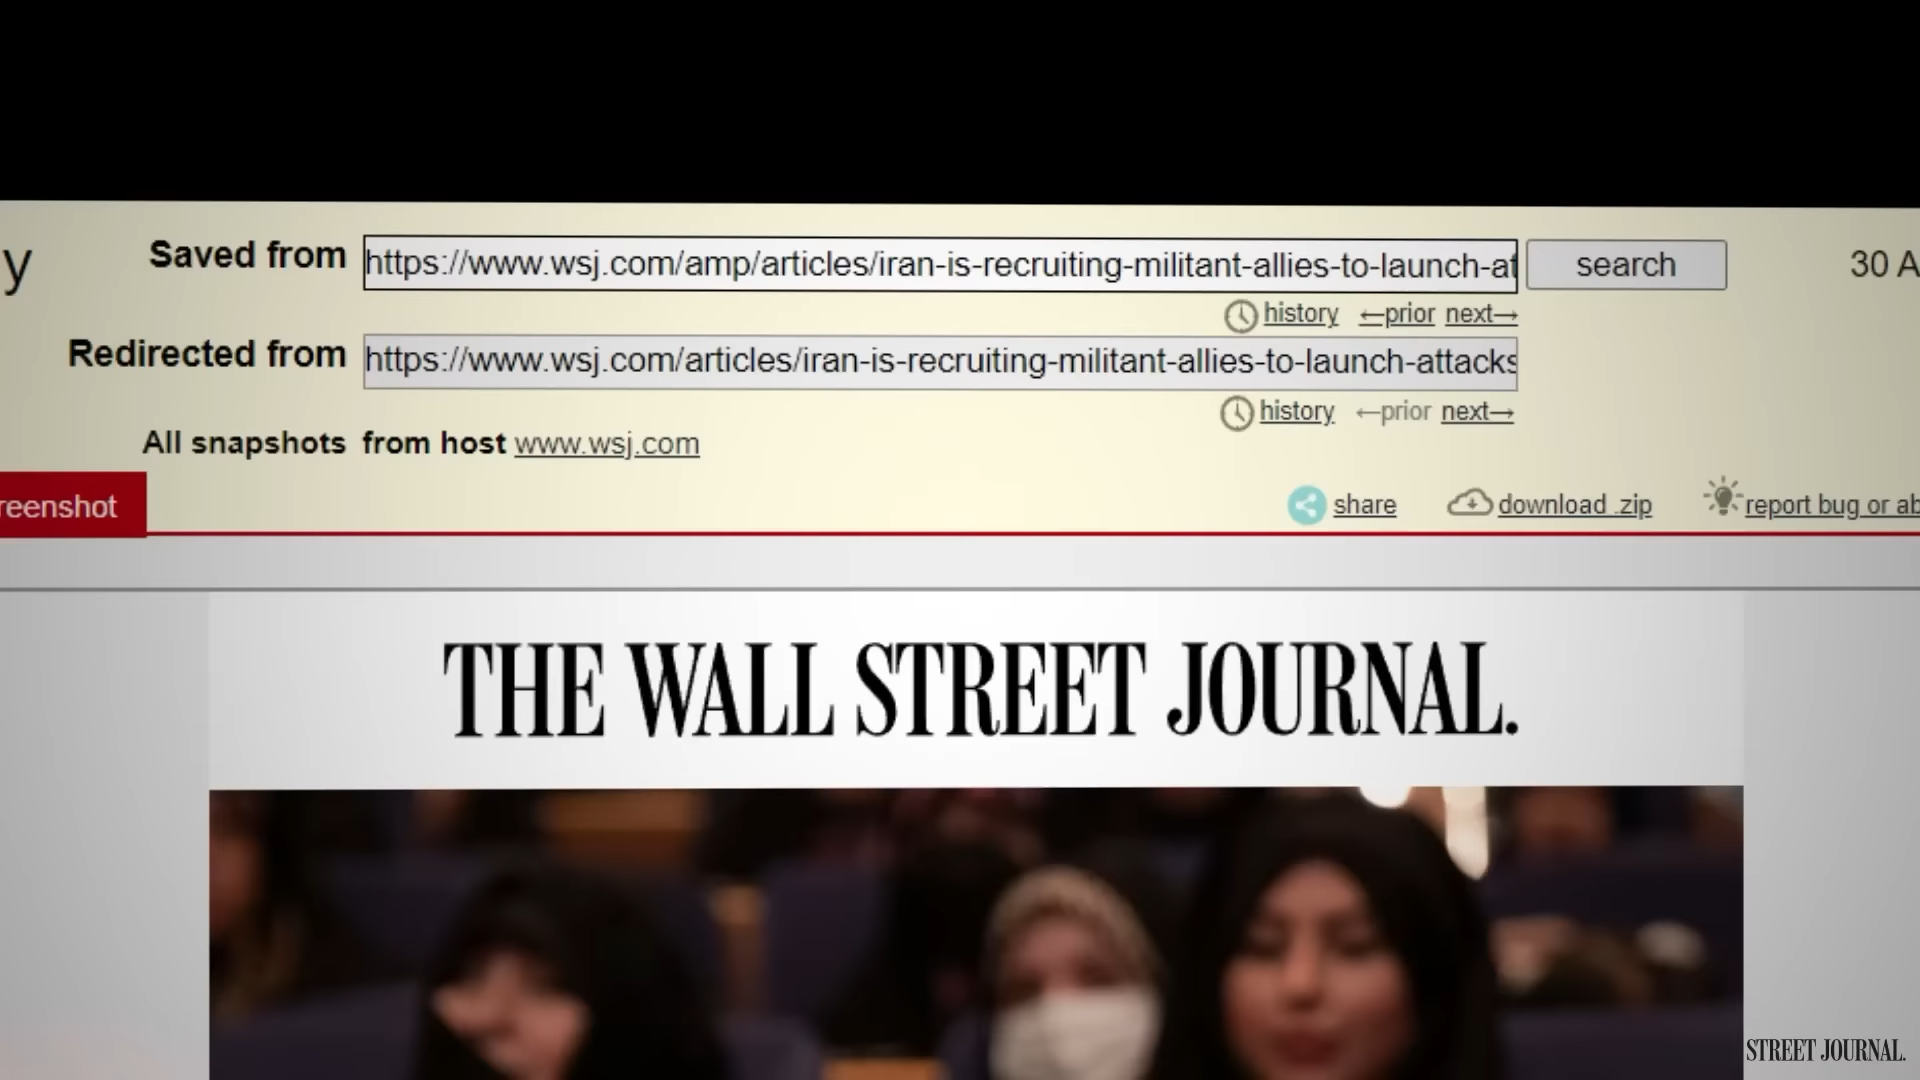 y Saved from https://www.wsj.com/amp/articles/iran-is-recruiting-militant-allies-to-launch-at search 30 A
history ←prior next→
Redirected from https://www.wsj.com/articles/iran-is-recruiting-militant-allies-to-launch-attacks
history ←prior next→
All snapshots from host www.wsj.com
reenshot share download .zip report bug or ab
THE WALL STREET JOURNAL.
STREET JOURNAL.